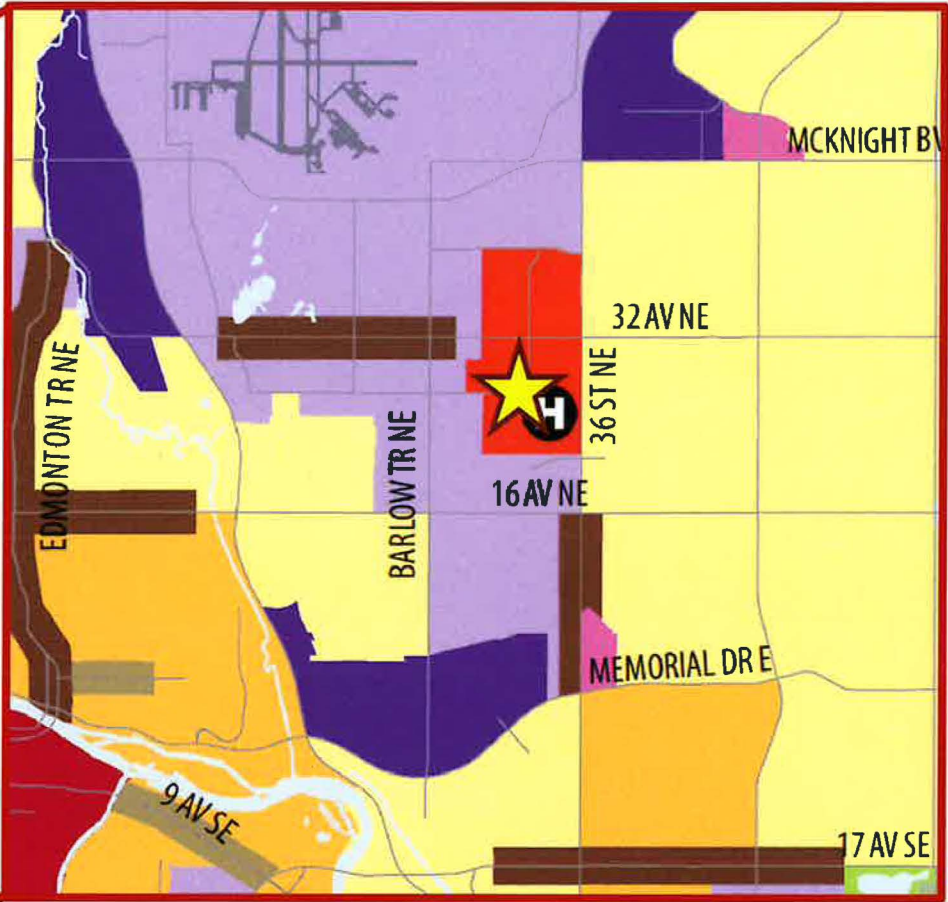 MCKNIGHT BV
32 AV NE
EDMONTON TR NE
36 ST NE
BARLOW TR NE
H
16 AV NE
MEMORIAL DR E
9 AV SE
17 AV SE